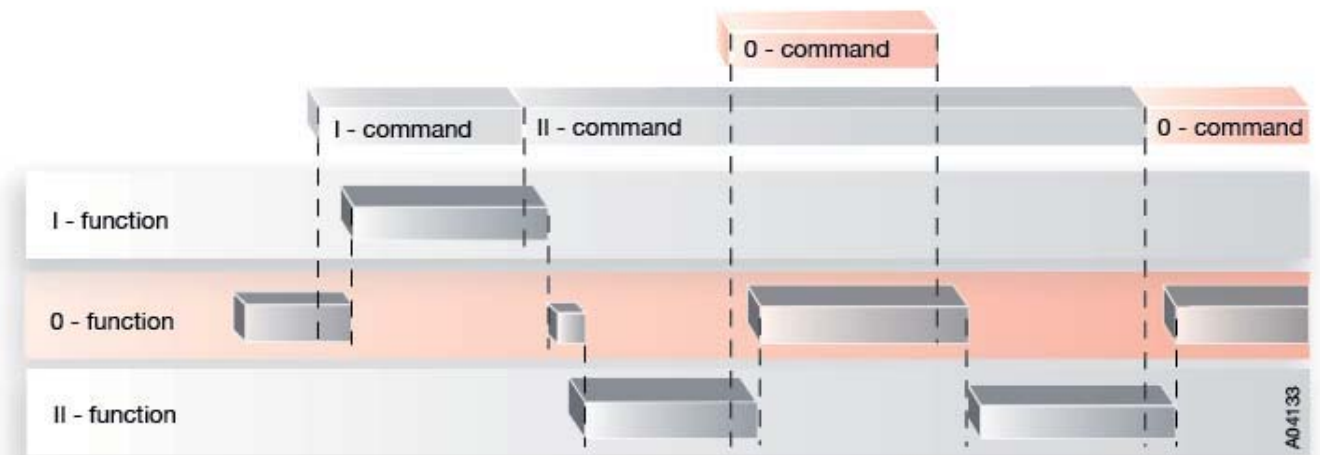 0 - command
I - command
II - command
0 - command
I - function
0 - function
II - function
A04133